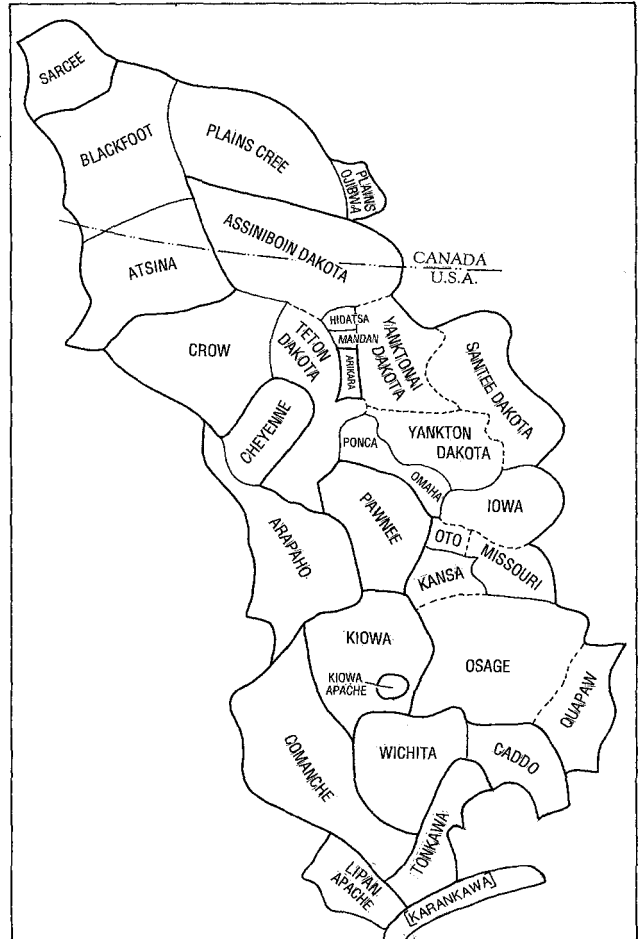 SARCEE
BLACKFOOT
PLAINS CREE
PLAINS
OJIBWA
ASSINIBOIN DAKOTA
CANADA
U.S.A.
ATSINA
HIDATSA
MANDAN
ARIKARA
TETON
DAKOTA
YANKTONAI
DAKOTA
SANTEE DAKOTA
CROW
CHEYENNE
PONCA
YANKTON
DAKOTA
OMAHA
IOWA
PAWNEE
ARAPAHO
OTO
MISSOURI
KANSA
KIOWA
OSAGE
KIOWA
APACHE
QUAPAW
WICHITA
CADDO
COMANCHE
TONKAWA
LIPAN
APACHE
KARANKAWA